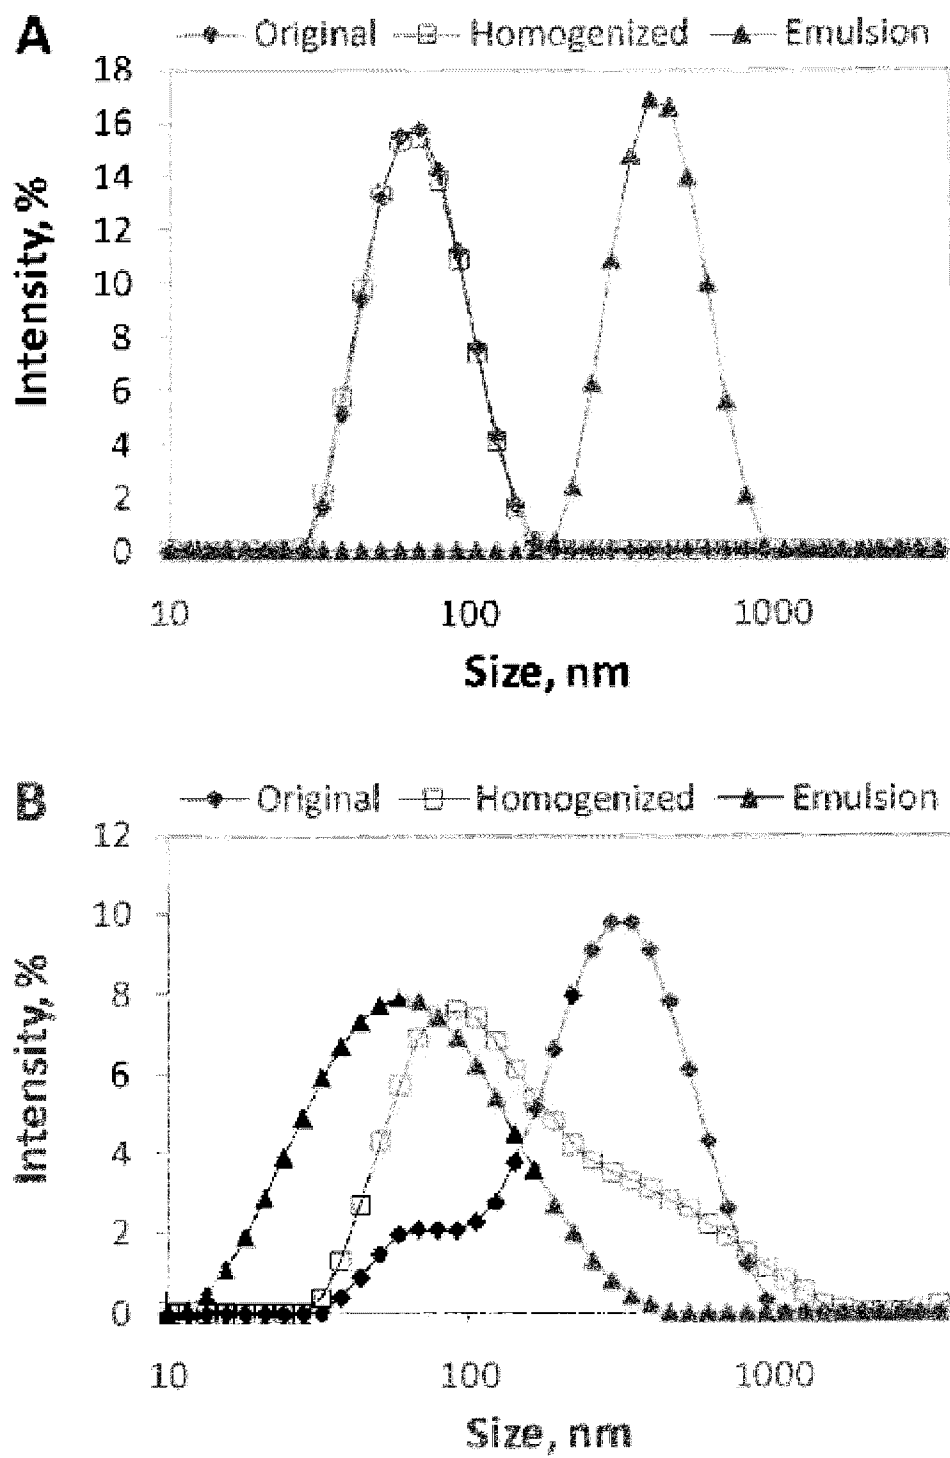 A
Original Homogenized Emulsion
18
16
14
12
10
8
6
4
2
0
Intensity, %
10 100 1000
Size, nm
B
Original Homogenized Emulsion
12
10
8
6
4
2
0
Intensity, %
10 100 1000
Size, nm